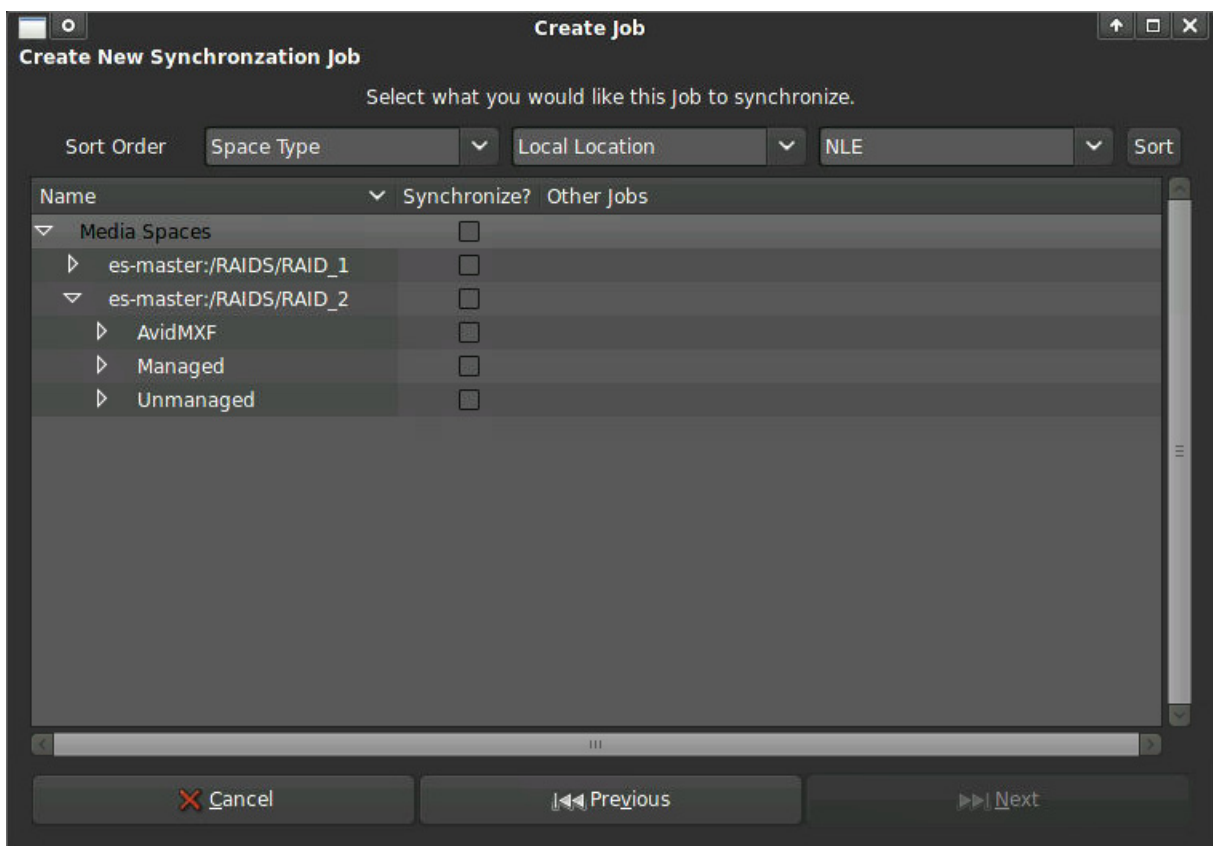 Create Job
Create New Synchronzation Job
Select what you would like this Job to synchronize.
Sort Order Space Type Local Location NLE Sort
Name Synchronize? Other Jobs
Media Spaces
es-master:/RAIDS/RAID_1
es-master:/RAIDS/RAID_2
AvidMXF
Managed
Unmanaged
Cancel Previous Next